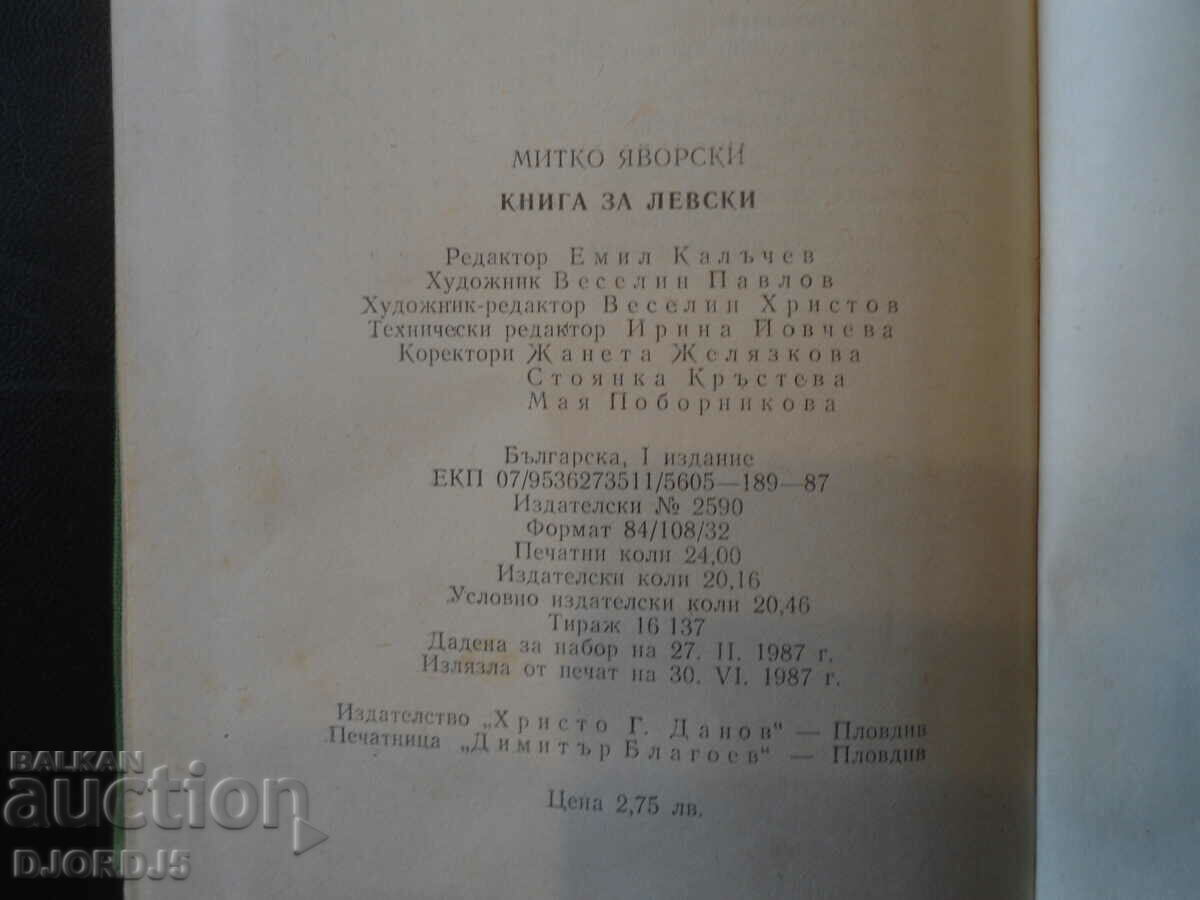 МИТКО ЯВОРСКИ
КНИГА ЗА ЛЕВСКИ
Редактор Емил Калъчев
Художник Веселин Павлов
Художник-редактор Веселин Христов
Технически редактор Ирина Йовчева
Коректори Жанета Желязкова
Стоянка Кръстева
Мая Поборникова
Българска, I издание
ЕКП 07/9536273511/5605—189—87
Издателски № 2590
Формат 84/108/32
Печатни коли 24,00
Издателски коли 20,16
Условно издателски коли 20,46
Тираж 16 137
Дадена за набор на 27. II. 1987 г.
Излязла от печат на 30. VI. 1987 г.
Издателство „Христо Г. Данов“ — Пловдив
Печатница „Димитър Благоев“ — Пловдив
Цена 2,75 лв.
BALKAN
auction
DJORDJ5